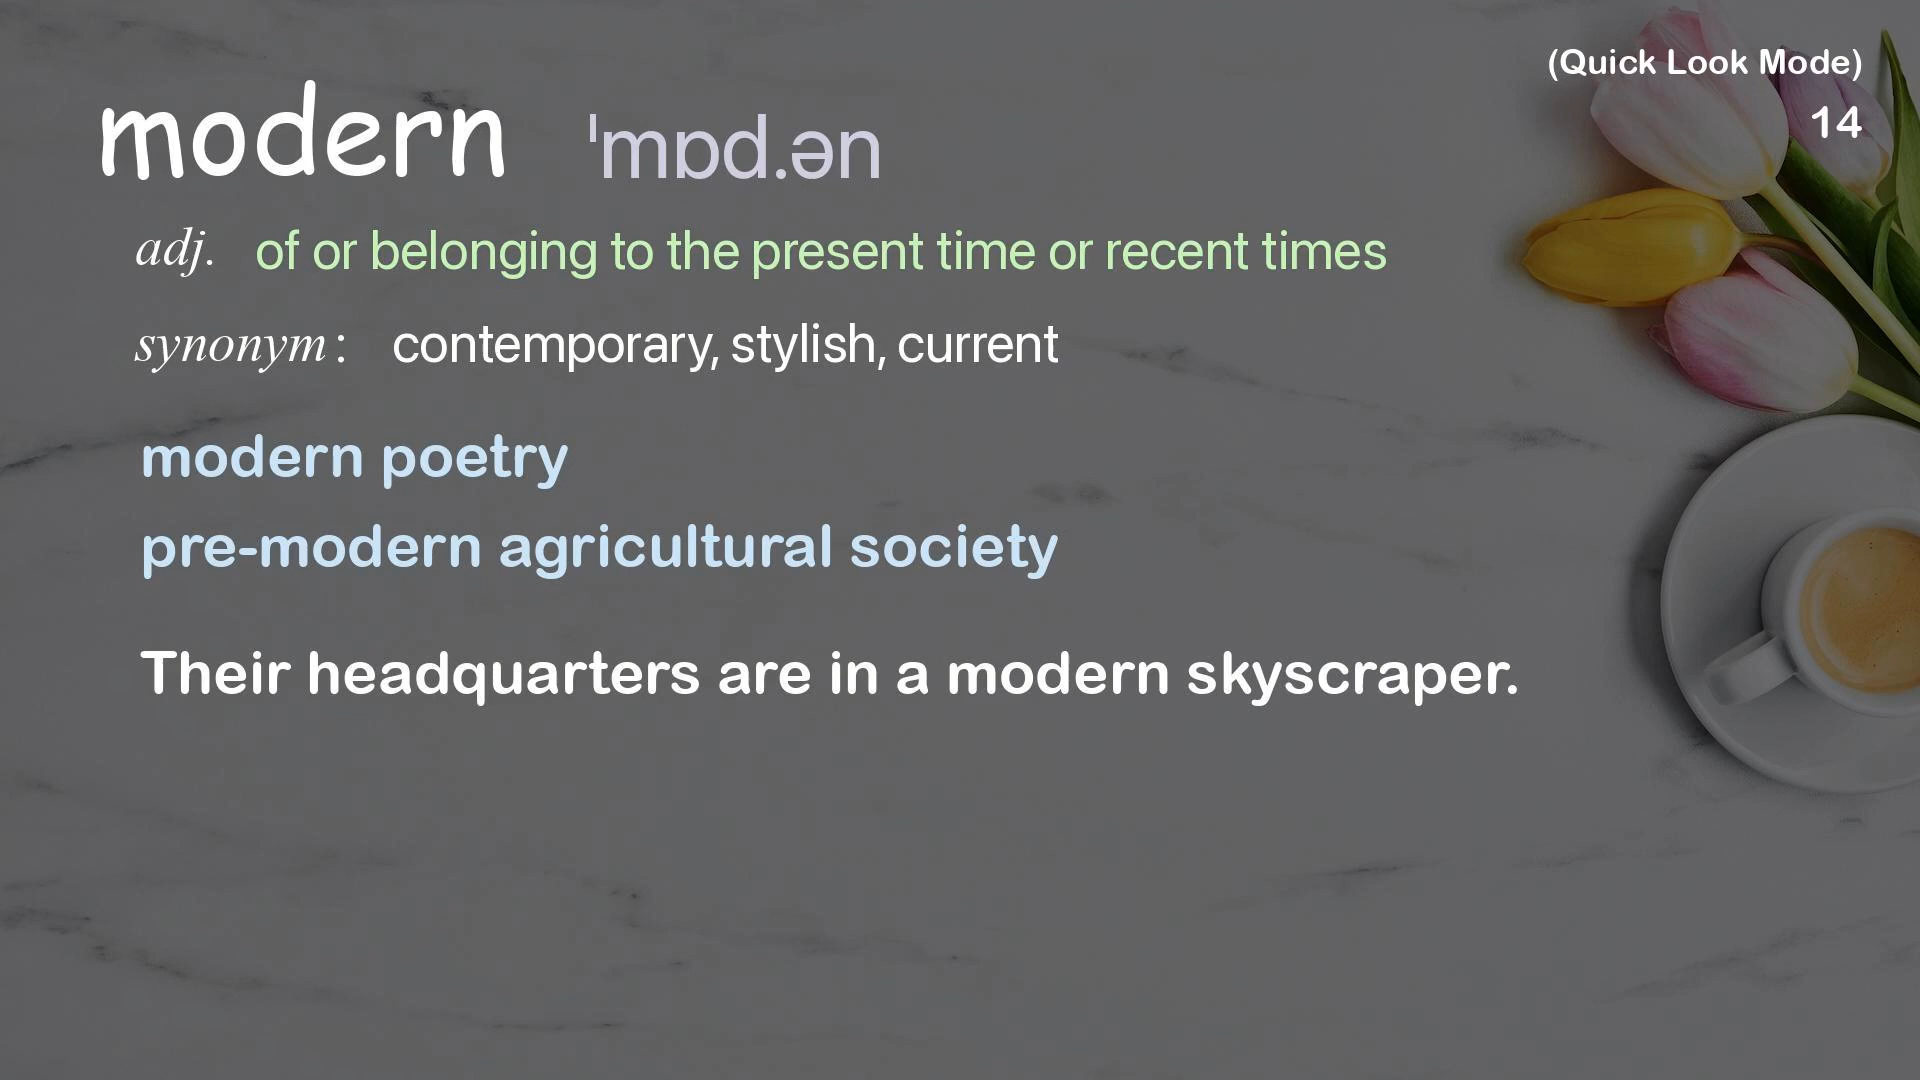 (Quick Look Mode)
14
modern ˈmɒd.ən
adj. of or belonging to the present time or recent times
synonym: contemporary, stylish, current
modern poetry
pre-modern agricultural society
Their headquarters are in a modern skyscraper.